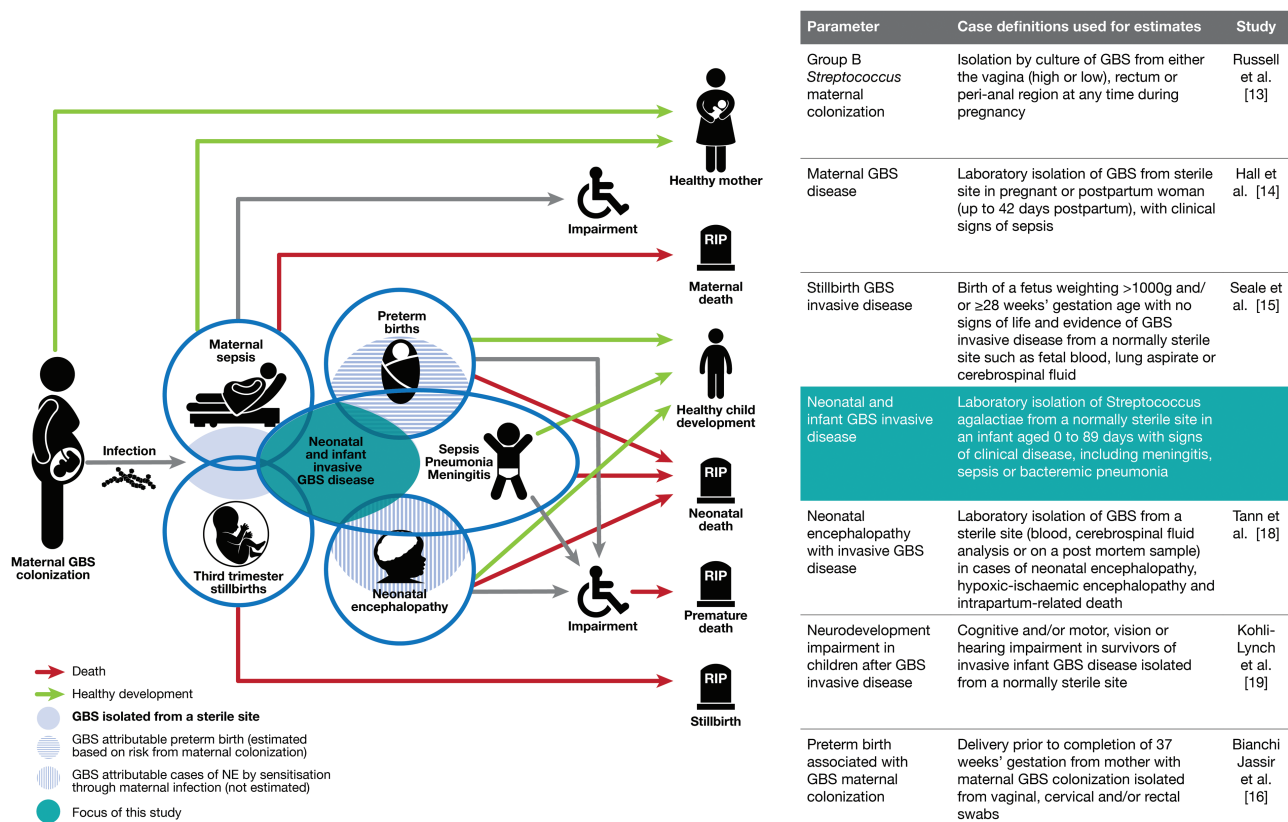 Healthy mother
Impairment
RIP
Maternal
death
Preterm
births
Maternal
sepsis
Healthy child
development
Infection
Neonatal
and infant
invasive
GBS disease
Sepsis
Pneumonia
Meningitis
RIP
Neonatal
death
Maternal GBS
colonization
Third trimester
stillbirths
Neonatal
encephalopathy
Impairment
RIP
Premature
death
RIP
Stillbirth
Death
Healthy development
GBS isolated from a sterile site
GBS attributable preterm birth (estimated
based on risk from maternal colonization)
GBS attributable cases of NE by sensitisation
through maternal infection (not estimated)
Focus of this study
Parameter
Case definitions used for estimates
Study
Group B
Streptococcus
maternal
colonization
Isolation by culture of GBS from either
the vagina (high or low), rectum or
peri-anal region at any time during
pregnancy
Russell
et al.
[13]
Maternal GBS
disease
Laboratory isolation of GBS from sterile
site in pregnant or postpartum woman
(up to 42 days postpartum), with clinical
signs of sepsis
Hall et
al. [14]
Stillbirth GBS
invasive disease
Birth of a fetus weighting >1000g and/
or ≥28 weeks' gestation age with no
signs of life and evidence of GBS
invasive disease from a normally sterile
site such as fetal blood, lung aspirate or
cerebrospinal fluid
Seale et
al. [15]
Neonatal and
infant GBS invasive
disease
Laboratory isolation of Streptococcus
agalactiae from a normally sterile site in
an infant aged 0 to 89 days with signs
of clinical disease, including meningitis,
sepsis or bacteremic pneumonia
Neonatal
encephalopathy
with invasive GBS
disease
Laboratory isolation of GBS from a
sterile site (blood, cerebrospinal fluid
analysis or on a post mortem sample)
in cases of neonatal encephalopathy,
hypoxic-ischaemic encephalopathy and
intrapartum-related death
Tann et
al. [18]
Neurodevelopment
impairment in
children after GBS
invasive disease
Cognitive and/or motor, vision or
hearing impairment in survivors of
invasive infant GBS disease isolated
from a normally sterile site
Kohli-
Lynch
et al.
[19]
Preterm birth
associated with
GBS maternal
colonization
Delivery prior to completion of 37
weeks' gestation from mother with
maternal GBS colonization isolated
from vaginal, cervical and/or rectal
swabs
Bianchi
Jassir
et al.
[16]